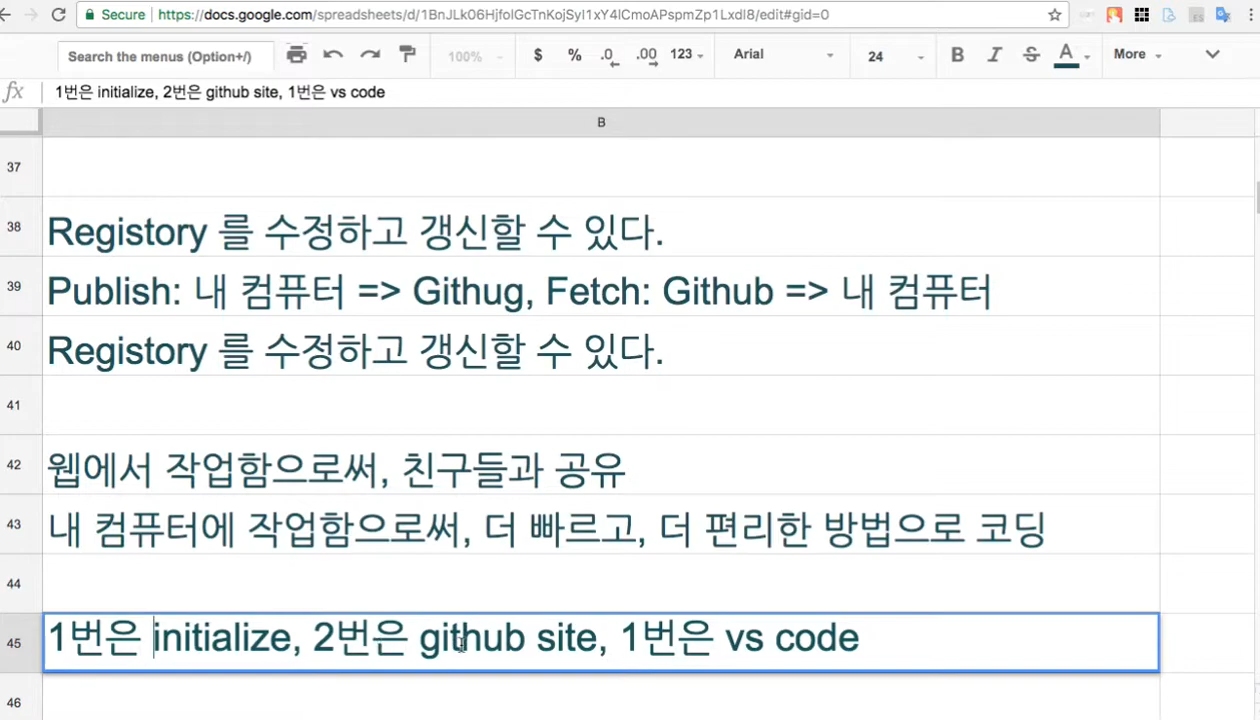 Secure
https://docs.google.com/spreadsheets/d/1BnJLk06HjfolGcTnKojSyI1xY4lCmoAPspmZp1Lxdl8/edit#gid=0
Search the menus (Option+/)
100%
$ % .0 .00 123
Arial
24
B I S A
More
fx
1번은 initialize, 2번은 github site, 1번은 vs code
B
37
38 Registory 를 수정하고 갱신할 수 있다.
39 Publish: 내 컴퓨터 => Githug, Fetch: Github => 내 컴퓨터
40 Registory 를 수정하고 갱신할 수 있다.
41
42 웹에서 작업함으로써, 친구들과 공유
43 내 컴퓨터에 작업함으로써, 더 빠르고, 더 편리한 방법으로 코딩
44
45 1번은 initialize, 2번은 github site, 1번은 vs code
46